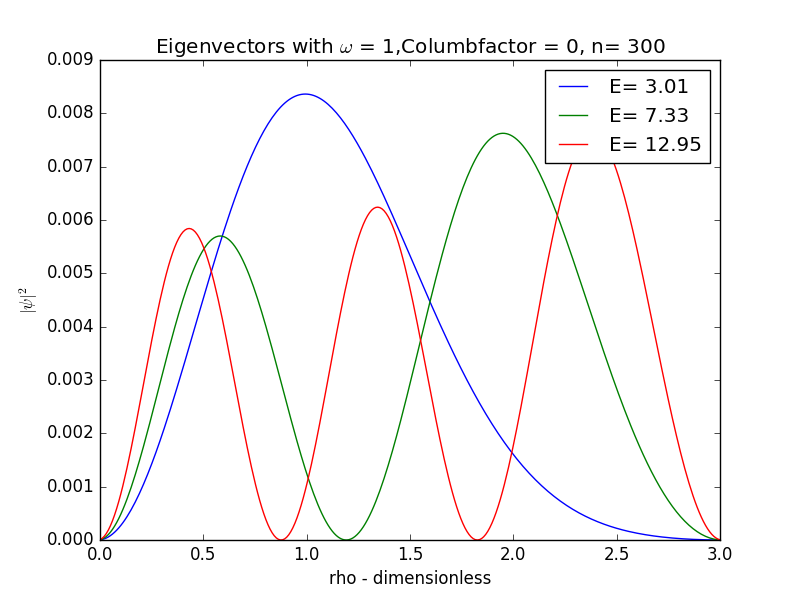 Eigenvectors with ω = 1,Columbfactor = 0, n= 300
0.009
0.008
0.007
0.006
0.005
0.004
0.003
0.002
0.001
0.000
|ψ|²
E= 3.01
E= 7.33
E= 12.95
0.0 0.5 1.0 1.5 2.0 2.5 3.0
rho - dimensionless